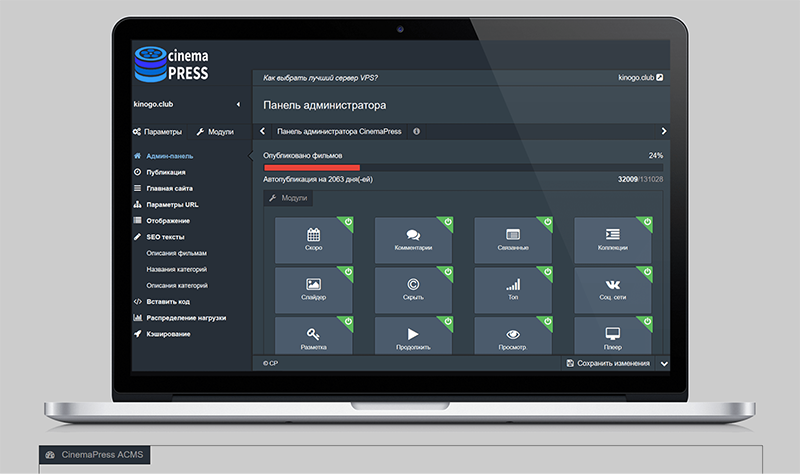 cinema
PRESS
Как выбрать лучший сервер VPS?
kinogo.club
kinogo.club
Панель администратора
Параметры
Модули
Панель администратора CinemaPress
Админ-панель
Публикация
Главная сайта
Параметры URL
Отображение
SEO тексты
Описания фильмам
Названия категорий
Описания категорий
Вставить код
Распределение нагрузки
Кэширование
Опубликовано фильмов
24%
Автопубликация на 2063 дня(-ей)
32009/131028
Модули
Скоро
Комментарии
Связанные
Коллекции
Слайдер
Скрыть
Топ
Соц. сети
Разметка
Продолжить
Просмотр.
Плеер
© CP
Сохранить изменения
CinemaPress ACMS